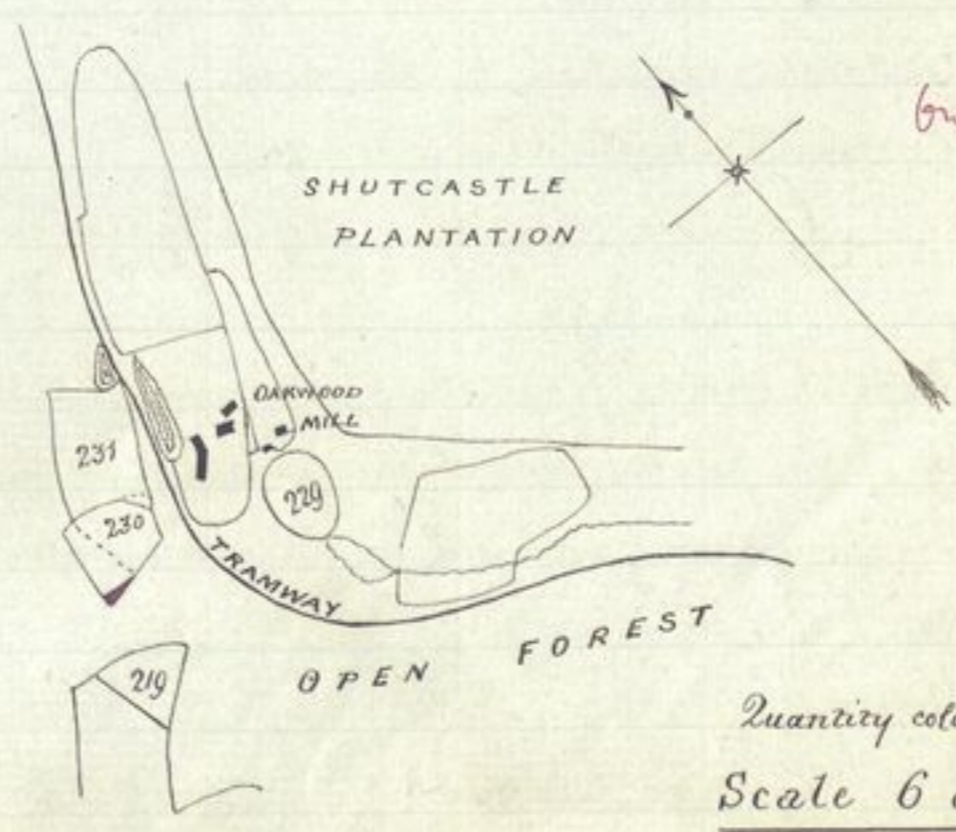 SHUTCASTLE
PLANTATION
OAKWOOD
MILL
231
229
230
TRAMWAY
219
OPEN FOREST
Quantity
Scale 6